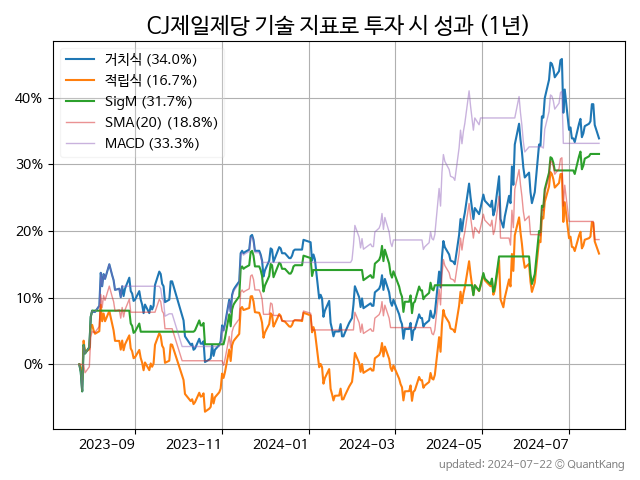 CJ제일제당 기술 지표로 투자 시 성과 (1년)
거치식 (34.0%)
적립식 (16.7%)
SigM (31.7%)
SMA(20) (18.8%)
MACD (33.3%)
40%
30%
20%
10%
0%
2023-09 2023-11 2024-01 2024-03 2024-05 2024-07
updated: 2024-07-22 © QuantKang